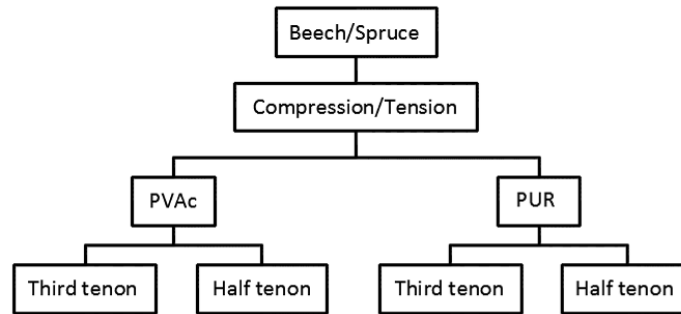 Beech/Spruce
Compression/Tension
PVAc
PUR
Third tenon
Half tenon
Third tenon
Half tenon